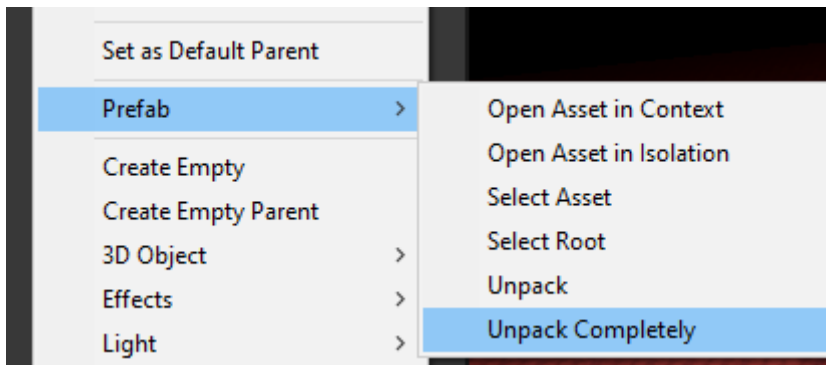 Set as Default Parent
Prefab
Create Empty
Create Empty Parent
3D Object
Effects
Light
Open Asset in Context
Open Asset in Isolation
Select Asset
Select Root
Unpack
Unpack Completely